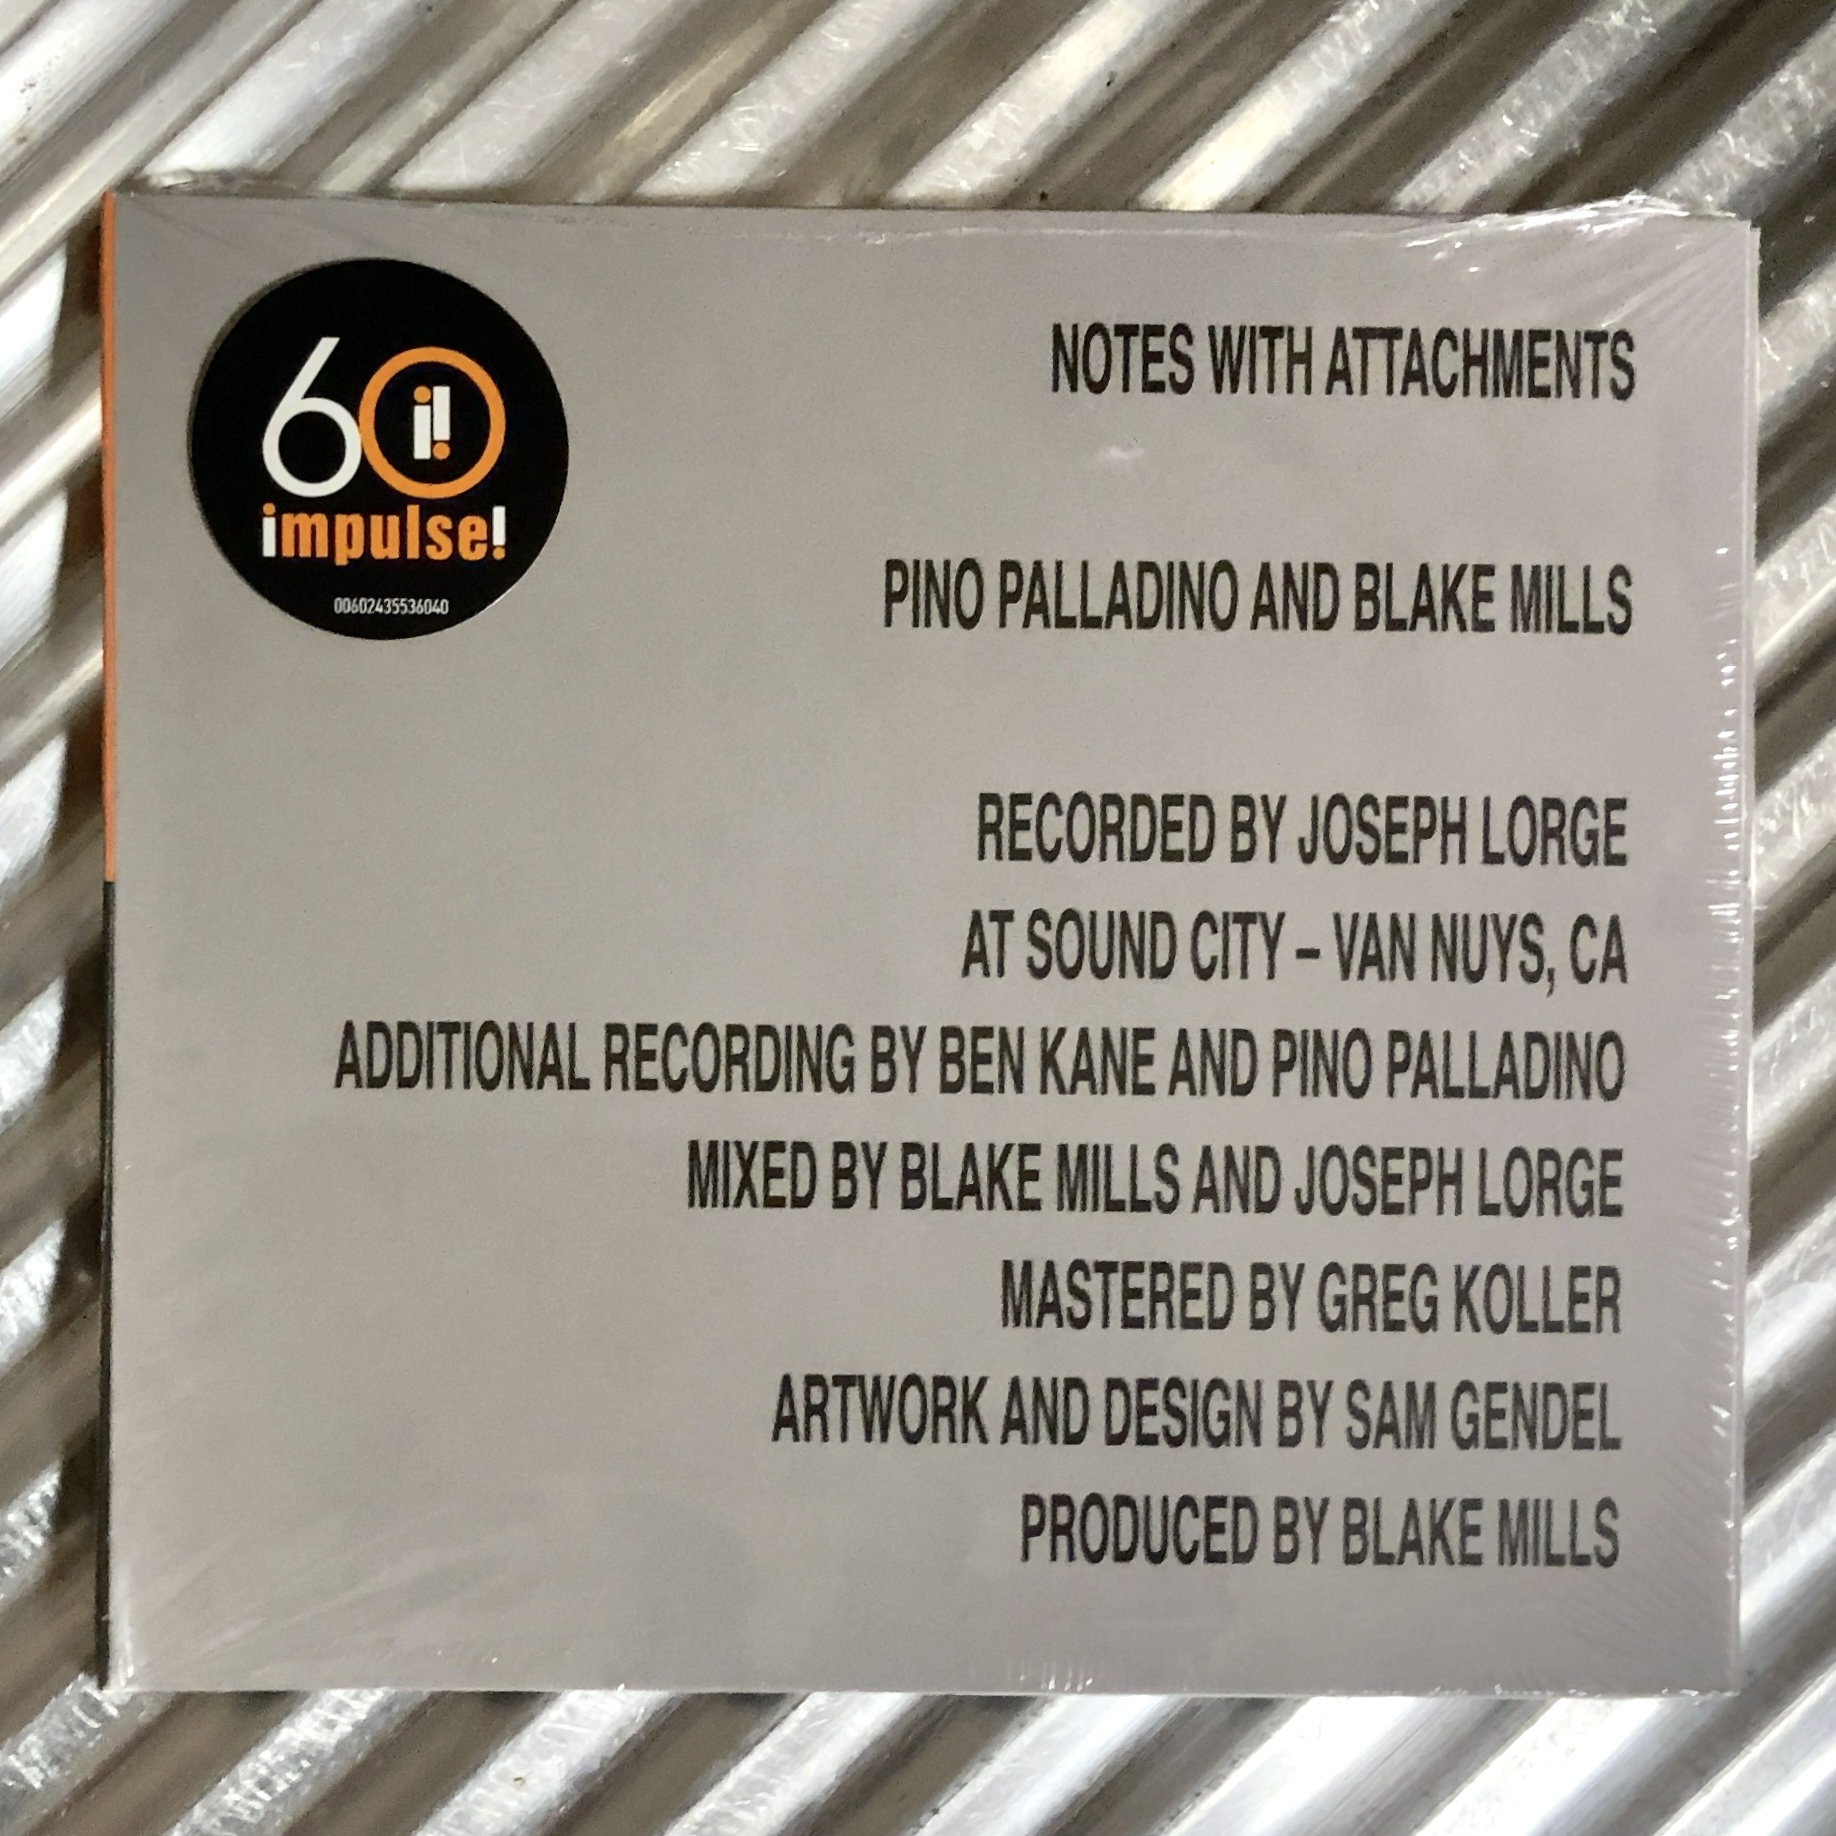 60 i!
impulse!
00602435536040
NOTES WITH ATTACHMENTS
PINO PALLADINO AND BLAKE MILLS
RECORDED BY JOSEPH LORGE
AT SOUND CITY – VAN NUYS, CA
ADDITIONAL RECORDING BY BEN KANE AND PINO PALLADINO
MIXED BY BLAKE MILLS AND JOSEPH LORGE
MASTERED BY GREG KOLLER
ARTWORK AND DESIGN BY SAM GENDEL
PRODUCED BY BLAKE MILLS